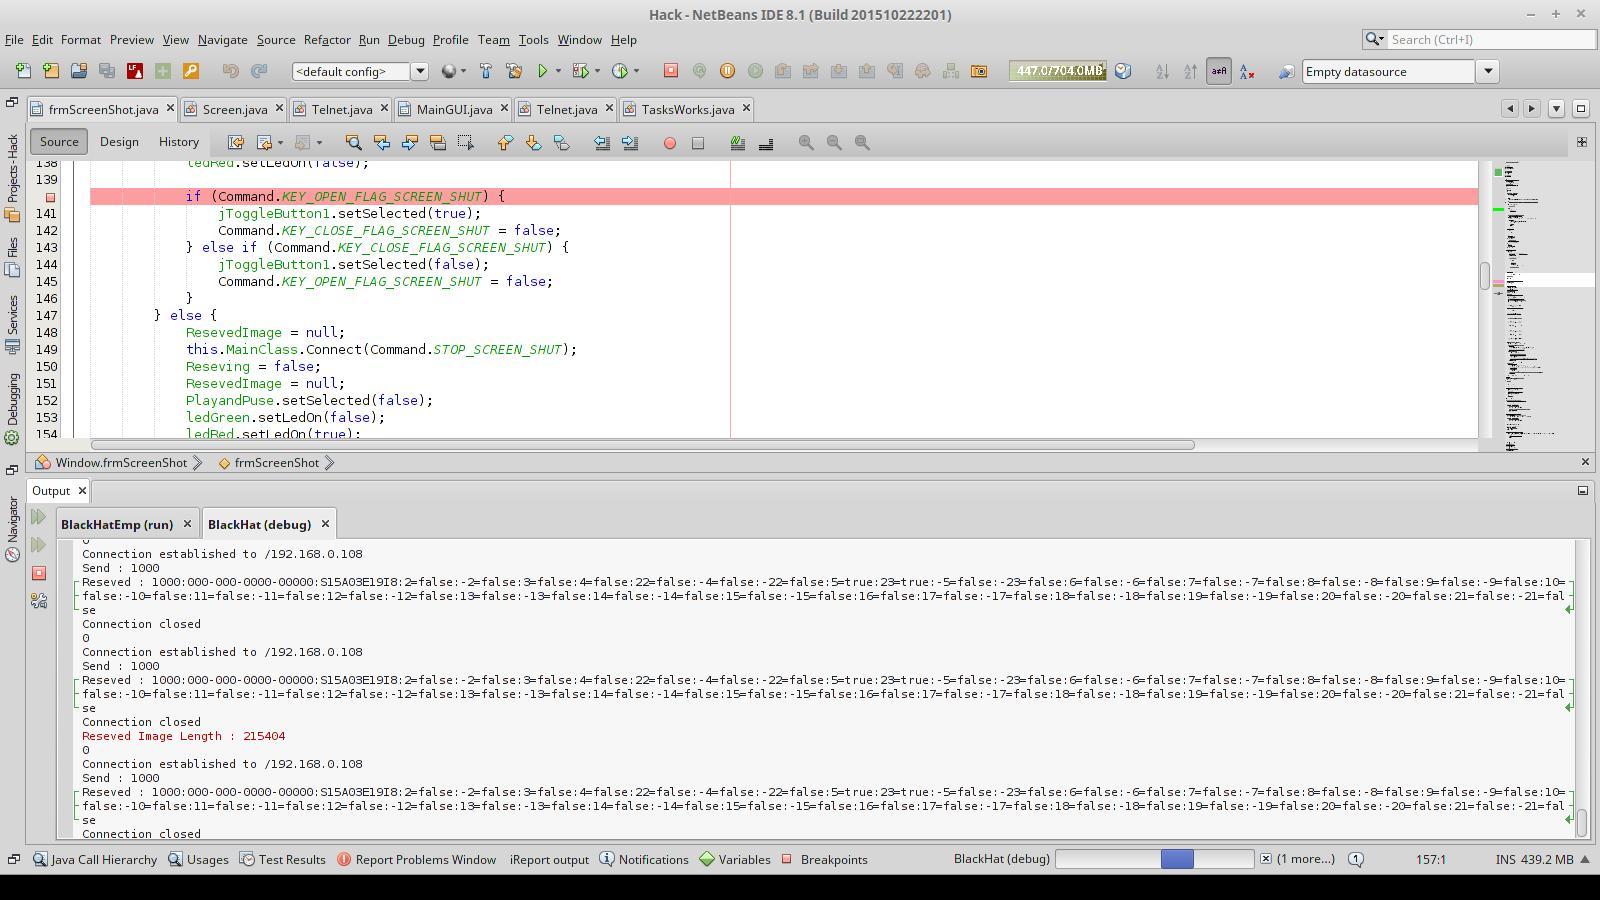 Hack - NetBeans IDE 8.1 (Build 201510222201)
File Edit Format Preview View Navigate Source Refactor Run Debug Profile Team Tools Window Help
Search (Ctrl+I)
<default config>
447.0/704.0MB
Empty datasource
frmScreenShot.java
Screen.java
Telnet.java
MainGUI.java
Telnet.java
TasksWorks.java
Source Design History
Projects - Hack
Files
Services
Debugging
Navigator
138 ledRed.setLedOn(false);
139
if (Command.KEY_OPEN_FLAG_SCREEN_SHUT) {
141 jToggleButton1.setSelected(true);
142 Command.KEY_CLOSE_FLAG_SCREEN_SHUT = false;
143 } else if (Command.KEY_CLOSE_FLAG_SCREEN_SHUT) {
144 jToggleButton1.setSelected(false);
145 Command.KEY_OPEN_FLAG_SCREEN_SHUT = false;
146 }
147 } else {
148 ResevedImage = null;
149 this.MainClass.Connect(Command.STOP_SCREEN_SHUT);
150 Reseving = false;
151 ResevedImage = null;
152 PlayandPuse.setSelected(false);
153 ledGreen.setLedOn(false);
154 ledRed.setLedOn(true);
Window.frmScreenShot
frmScreenShot
Output
BlackHatEmp (run)
BlackHat (debug)
0
Connection established to /192.168.0.108
Send : 1000
Reseved : 1000:000-000-0000-00000:S15A03E19I8:2=false:-2=false:3=false:4=false:22=false:-4=false:-22=false:5=true:23=true:-5=false:-23=false:6=false:-6=false:7=false:-7=false:8=false:-8=false:9=false:-9=false:10=
false:-10=false:11=false:-11=false:12=false:-12=false:13=false:-13=false:14=false:-14=false:15=false:-15=false:16=false:17=false:-17=false:18=false:-18=false:19=false:-19=false:20=false:-20=false:21=false:-21=fal
se
Connection closed
0
Connection established to /192.168.0.108
Send : 1000
Reseved : 1000:000-000-0000-00000:S15A03E19I8:2=false:-2=false:3=false:4=false:22=false:-4=false:-22=false:5=true:23=true:-5=false:-23=false:6=false:-6=false:7=false:-7=false:8=false:-8=false:9=false:-9=false:10=
false:-10=false:11=false:-11=false:12=false:-12=false:13=false:-13=false:14=false:-14=false:15=false:-15=false:16=false:17=false:-17=false:18=false:-18=false:19=false:-19=false:20=false:-20=false:21=false:-21=fal
se
Connection closed
Reseved Image Length : 215404
0
Connection established to /192.168.0.108
Send : 1000
Reseved : 1000:000-000-0000-00000:S15A03E19I8:2=false:-2=false:3=false:4=false:22=false:-4=false:-22=false:5=true:23=true:-5=false:-23=false:6=false:-6=false:7=false:-7=false:8=false:-8=false:9=false:-9=false:10=
false:-10=false:11=false:-11=false:12=false:-12=false:13=false:-13=false:14=false:-14=false:15=false:-15=false:16=false:17=false:-17=false:18=false:-18=false:19=false:-19=false:20=false:-20=false:21=false:-21=fal
se
Connection closed
Java Call Hierarchy
Usages
Test Results
Report Problems Window
iReport output
Notifications
Variables
Breakpoints
BlackHat (debug)
(1 more...)
1
157:1
INS 439.2 MB